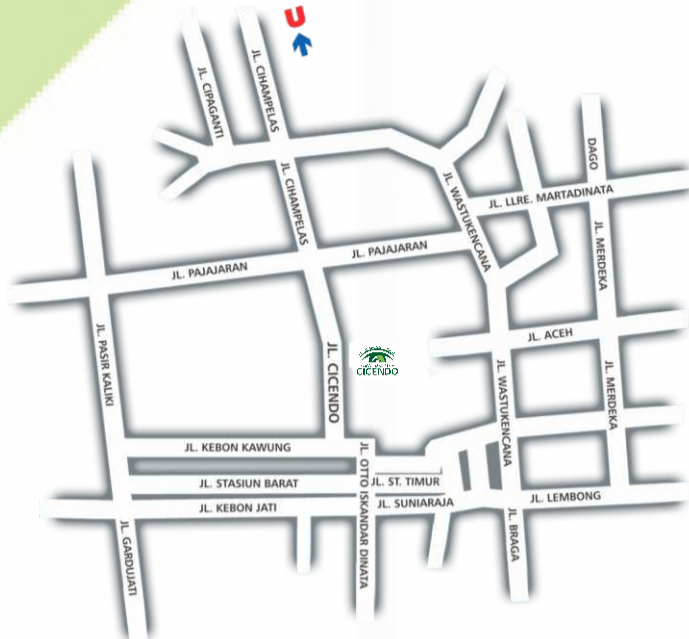 U
JL. CIPAGANTI
JL. CIHAMPELAS
DAGO
JL. CIHAMPELAS
JL. WASTUKENCANA
JL. LLRE. MARTADINATA
JL. PAJAJARAN
JL. PAJAJARAN
JL. MERDEKA
JL. PASIR KALIKI
JL. CICENDO
CICENDO
JL. ACEH
JL. WASTUKENCANA
JL. MERDEKA
JL. KEBON KAWUNG
JL. OTTO ISKANDAR DINATA
JL. STASIUN BARAT
JL. ST. TIMUR
JL. KEBON JATI
JL. SUNIARAJA
JL. LEMBONG
JL. GARDUJATI
JL. BRAGA